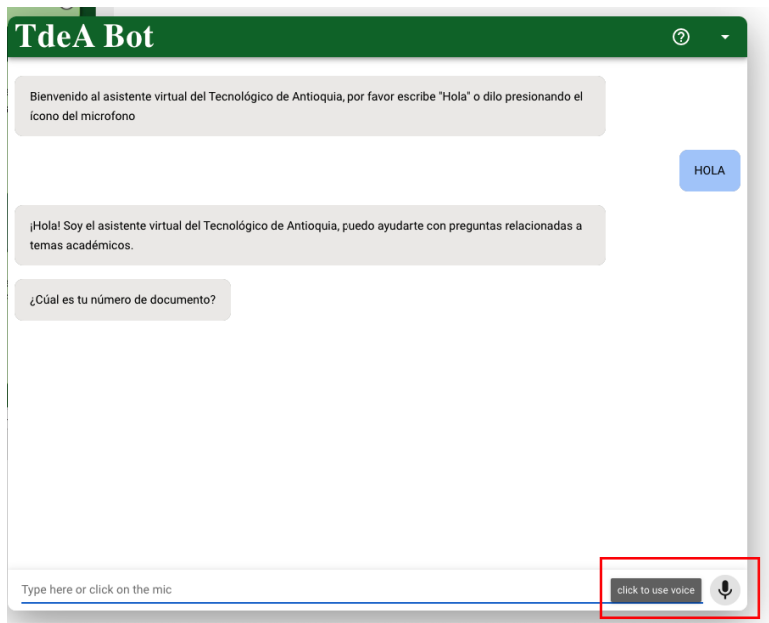 TdeA Bot
Bienvenido al asistente virtual del Tecnológico de Antioquia, por favor escribe "Hola" o dilo presionando el
ícono del microfono
HOLA
¡Hola! Soy el asistente virtual del Tecnológico de Antioquia, puedo ayudarte con preguntas relacionadas a
temas académicos.
¿Cúal es tu número de documento?
Type here or click on the mic
click to use voice